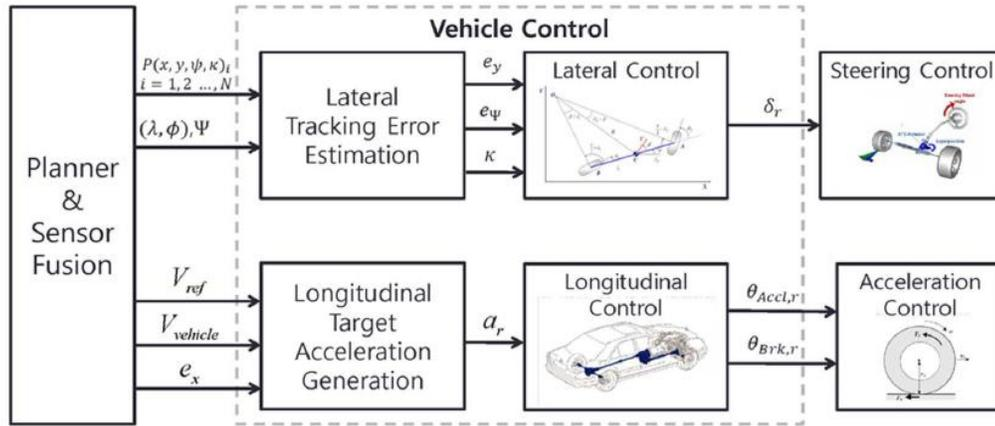 Vehicle Control
Planner
&
Sensor
Fusion
P(x, y, ψ, κ)i
i = 1,2 ...,N
(λ, ϕ),Ψ
Lateral
Tracking Error
Estimation
ey
eΨ
κ
Lateral Control
Y
X
δr
Steering Control
Vref
Vvehicle
ex
Longitudinal
Target
Acceleration
Generation
ar
Longitudinal
Control
θAccl,r
θBrk,r
Acceleration
Control